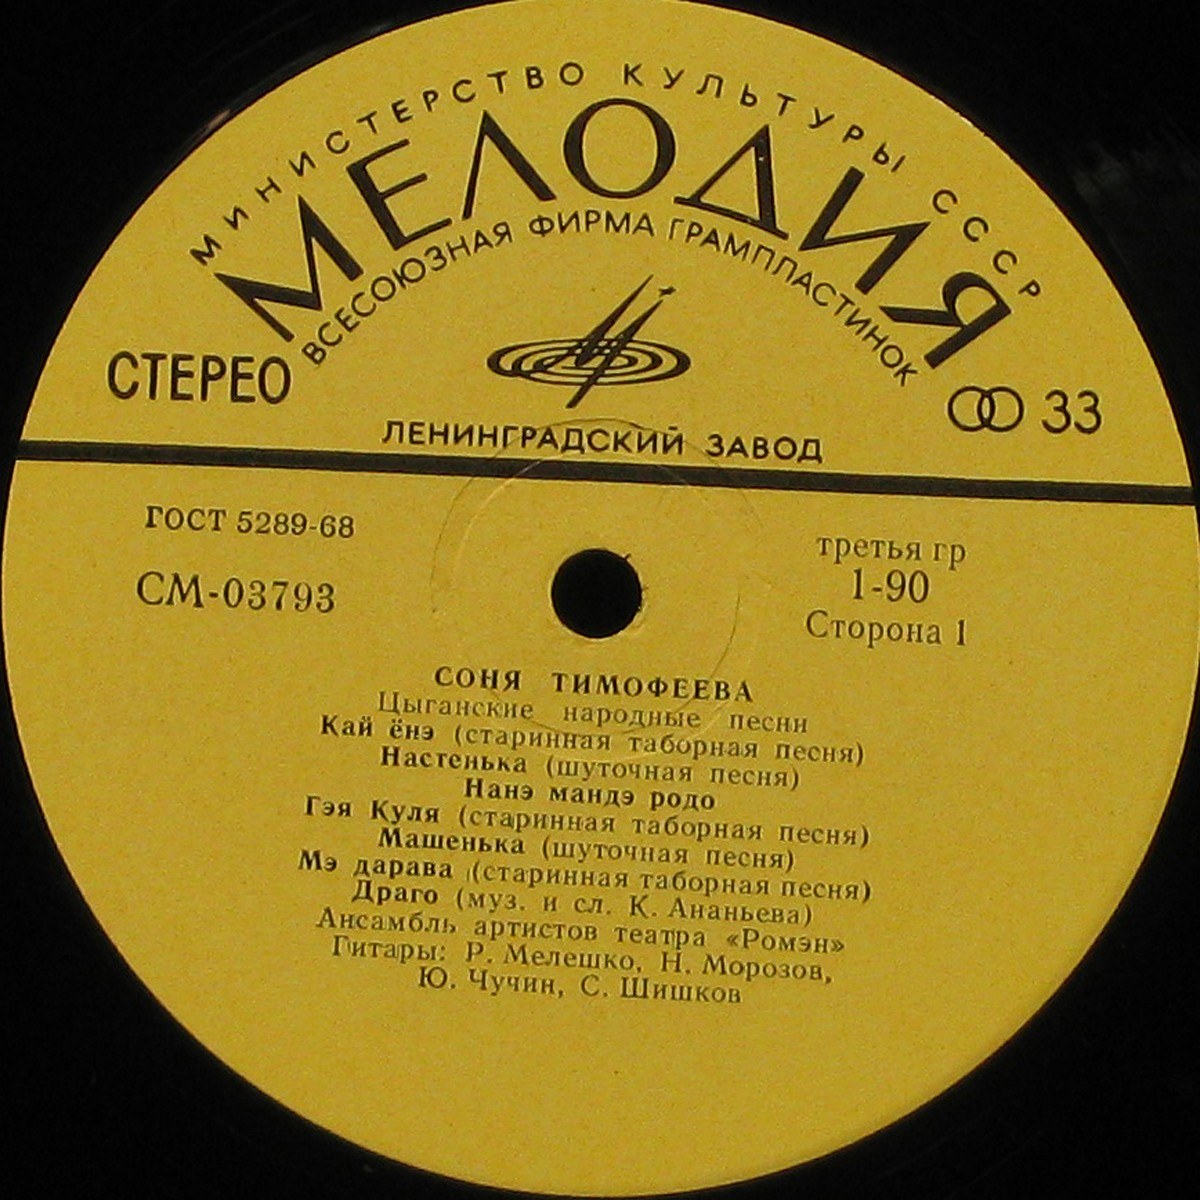 МИНИСТЕРСТВО КУЛЬТУРЫ СССР
МЕЛОДИЯ
ВСЕСОЮЗНАЯ ФИРМА ГРАМПЛАСТИНОК
СТЕРЕО
33
ЛЕНИНГРАДСКИЙ ЗАВОД
ГОСТ 5289-68
СМ-03793
третья гр
1-90
Сторона 1
СОНЯ ТИМОФЕЕВА
Цыганские народные песни
Кай ёнэ (старинная таборная песня)
Настенька (шуточная песня)
Нанэ мандэ родо
Гэя Куля (старинная таборная песня)
Машенька (шуточная песня)
Мэ дарава (старинная таборная песня)
Драго (муз. и сл. К. Ананьева)
Ансамбль артистов театра «Ромэн»
Гитары: Р. Мелешко, Н. Морозов,
Ю. Чучин, С. Шишков